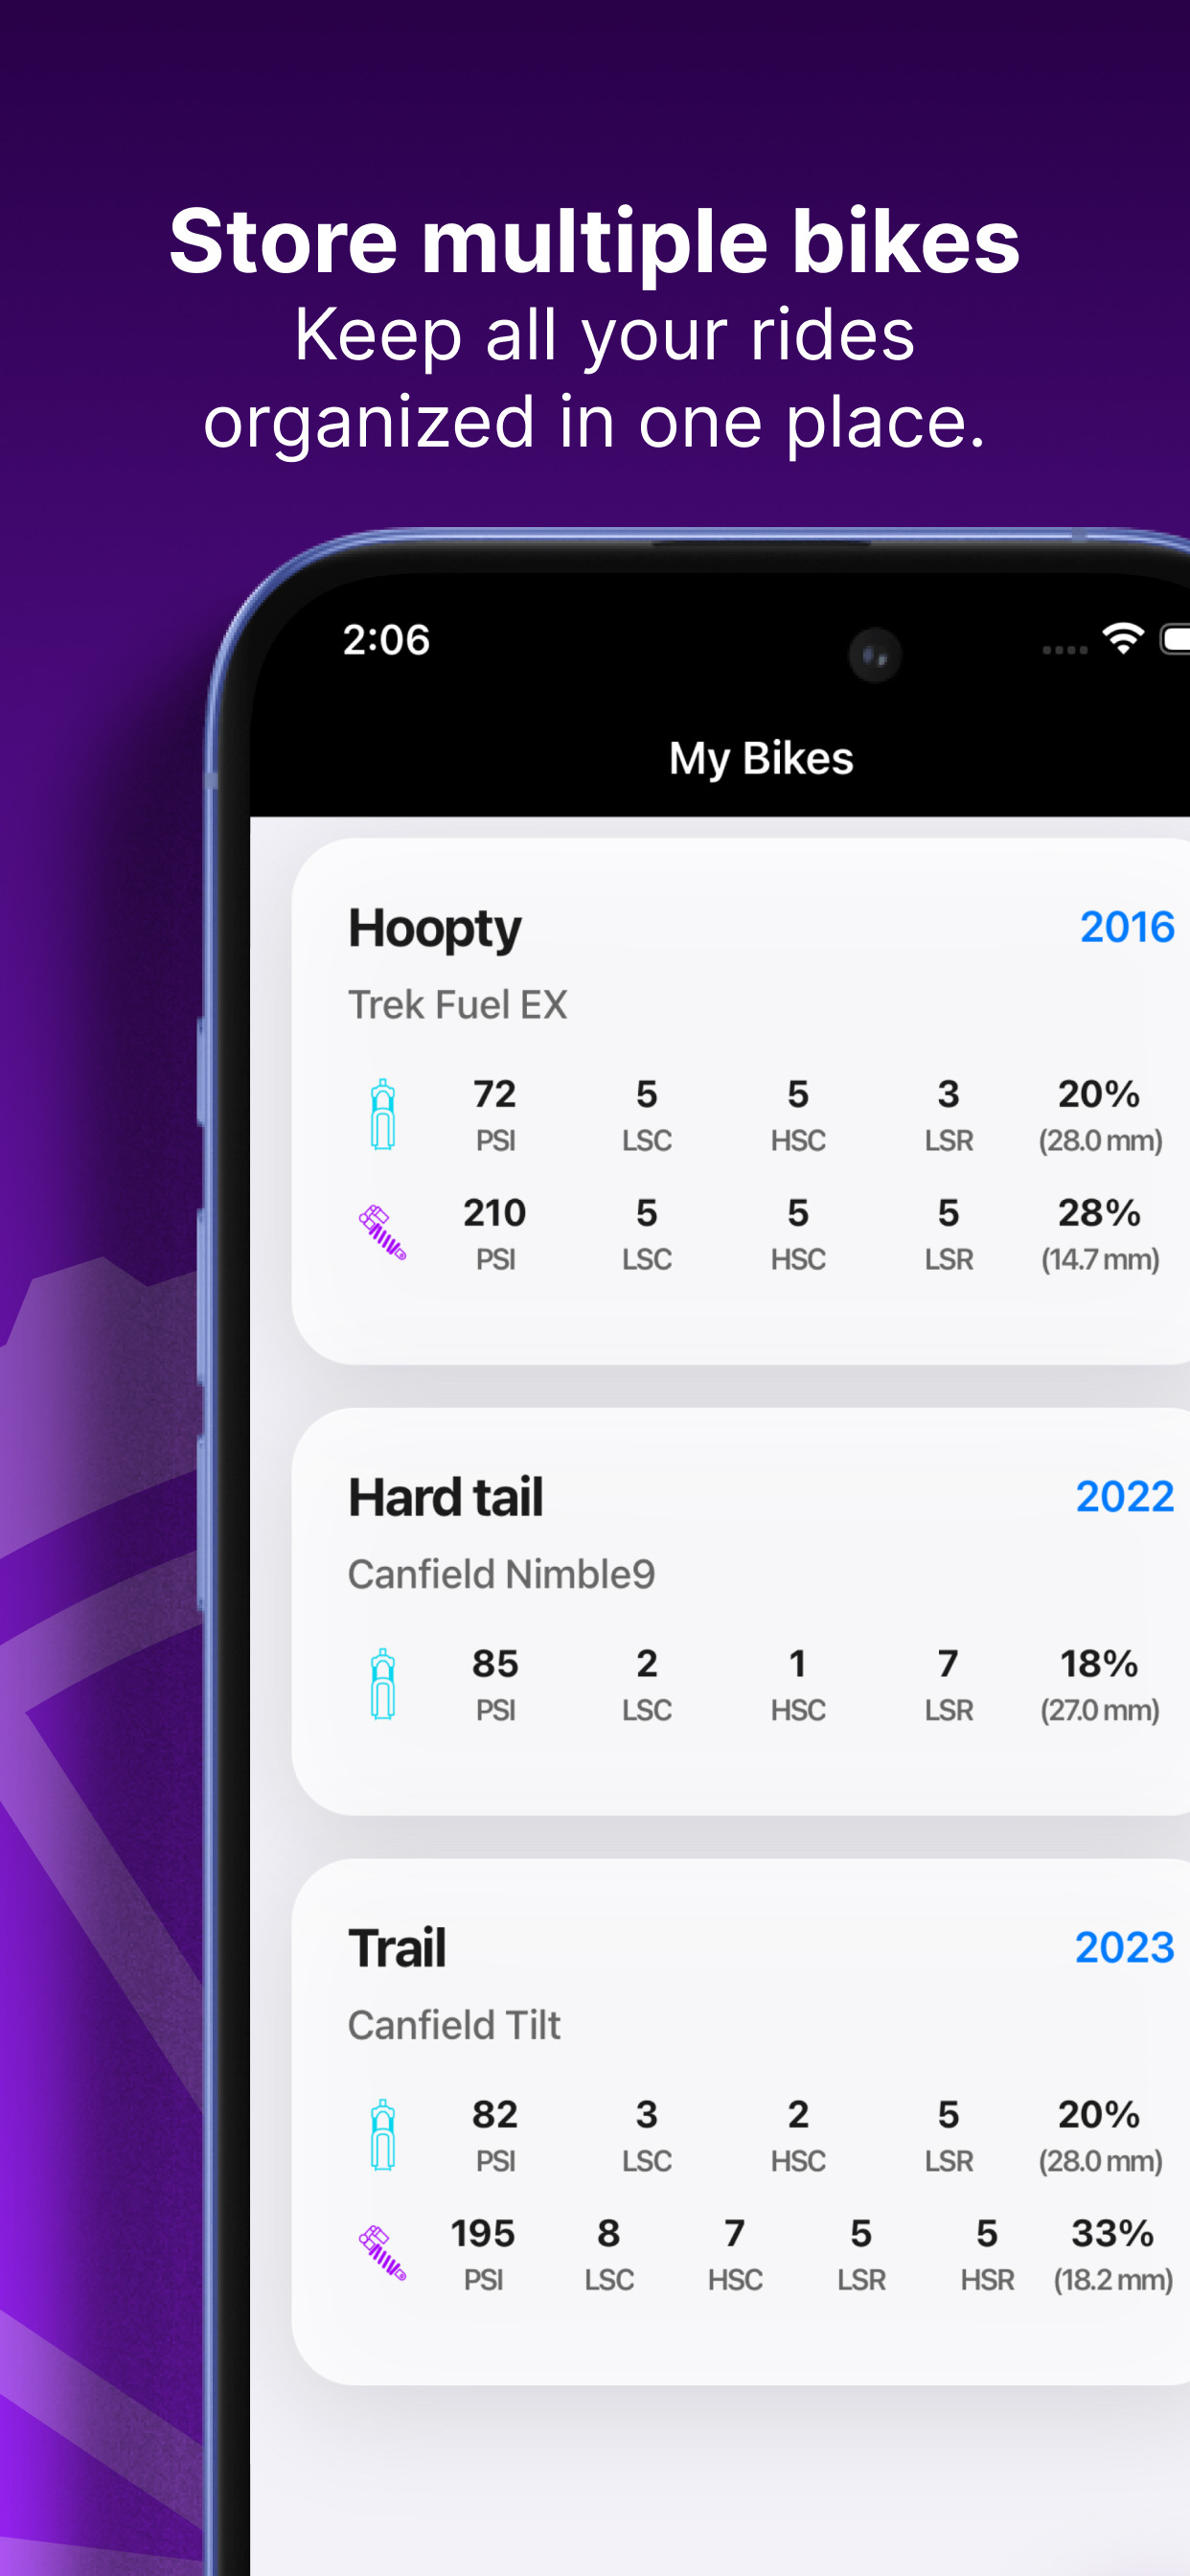 Store multiple bikes
Keep all your rides
organized in one place.
2:06
My Bikes
Hoopty 2016
Trek Fuel EX
72 5 5 3 20%
PSI LSC HSC LSR (28.0 mm)
210 5 5 5 28%
PSI LSC HSC LSR (14.7 mm)
Hard tail 2022
Canfield Nimble9
85 2 1 7 18%
PSI LSC HSC LSR (27.0 mm)
Trail 2023
Canfield Tilt
82 3 2 5 20%
PSI LSC HSC LSR (28.0 mm)
195 8 7 5 5 33%
PSI LSC HSC LSR HSR (18.2 mm)